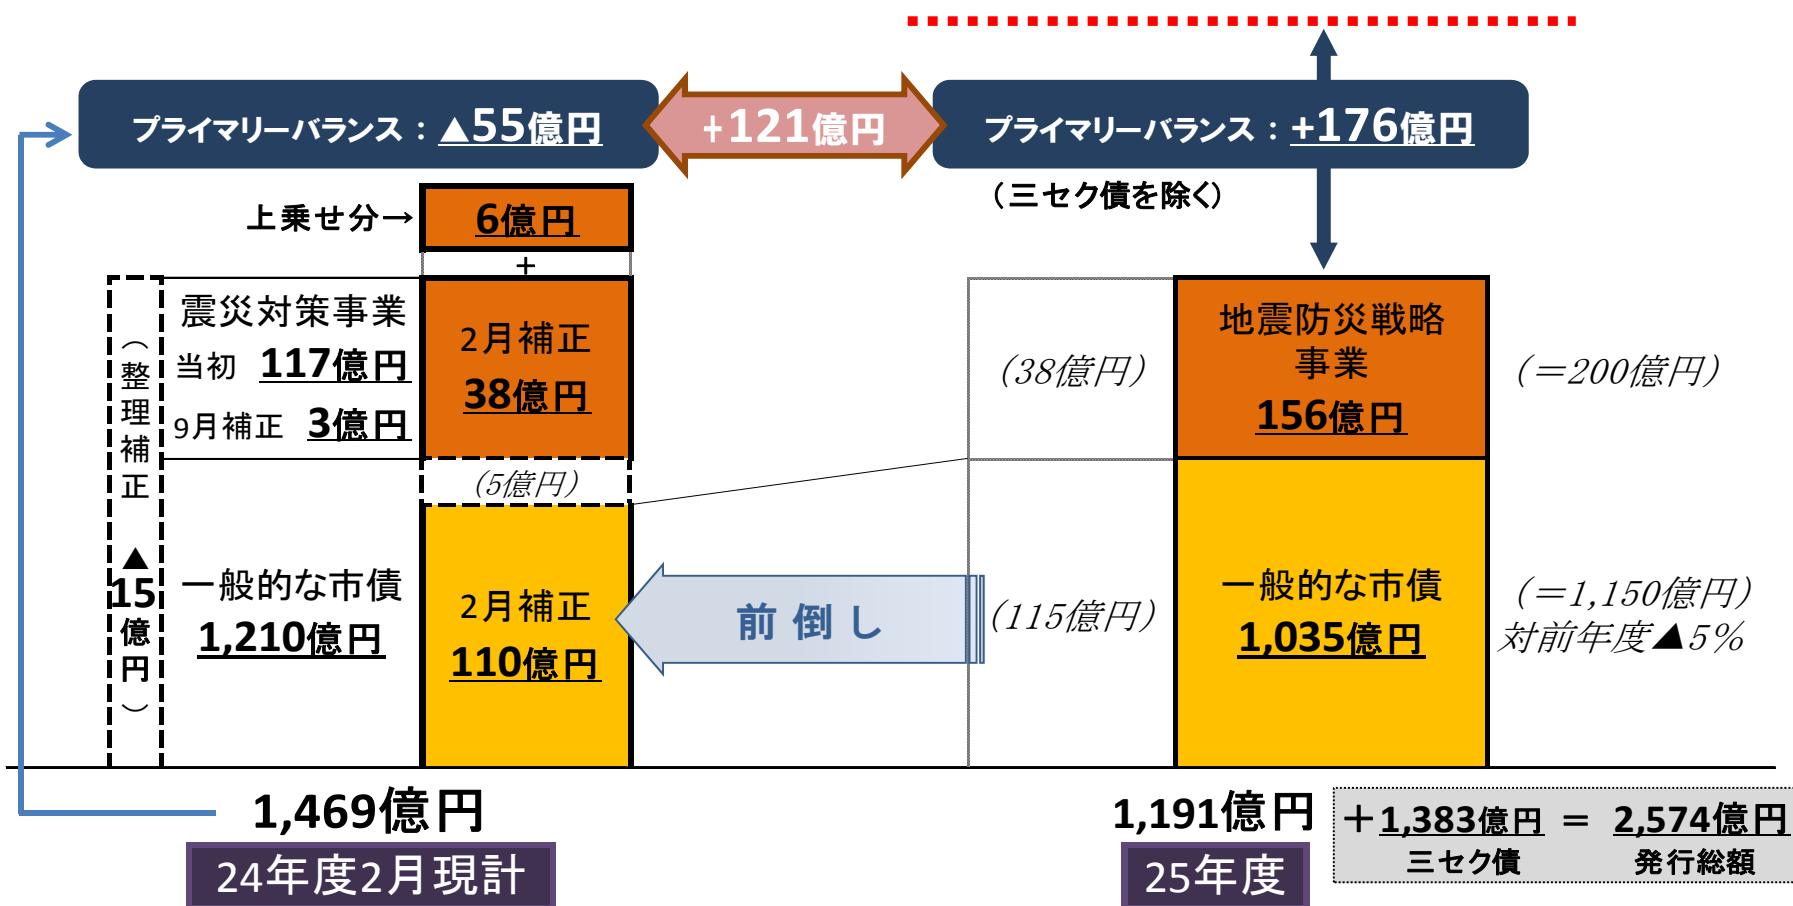 プライマリーバランス：▲55億円
+121億円
プライマリーバランス：+176億円
（三セク債を除く）
上乗せ分→
6億円
+
（整理補正 ▲15億円）
震災対策事業
当初 117億円
9月補正 3億円
2月補正
38億円
(5億円)
一般的な市債
1,210億円
2月補正
110億円
前倒し
(38億円)
(115億円)
地震防災戦略
事業
156億円
(＝200億円)
一般的な市債
1,035億円
(＝1,150億円)
対前年度▲5%
1,469億円
24年度2月現計
1,191億円
25年度
＋1,383億円 ＝ 2,574億円
三セク債 発行総額